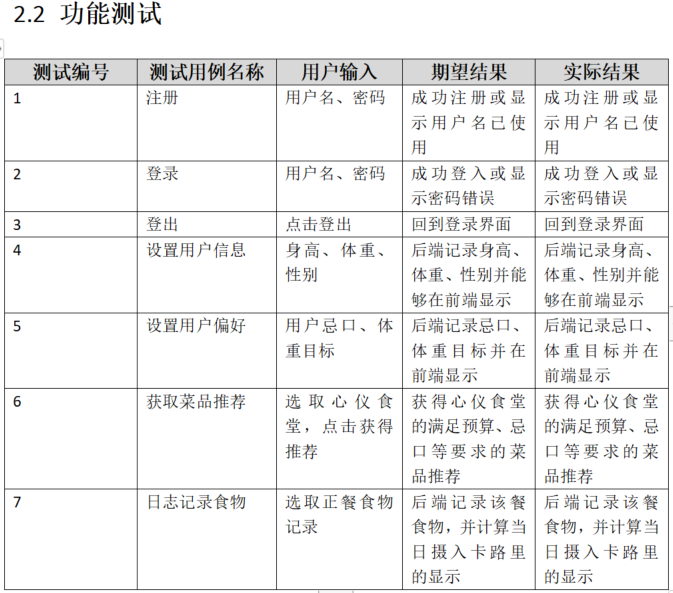 2.2 功能测试
测试编号 测试用例名称 用户输入 期望结果 实际结果
1 注册 用户名、密码 成功注册或显 成功注册或显
示用户名已使 示用户名已使
用 用
2 登录 用户名、密码 成功登入或显 成功登入或显
示密码错误 示密码错误
3 登出 点击登出 回到登录界面 回到登录界面
4 设置用户信息 身高、体重、 后端记录身高、 后端记录身高、
性别 体重、性别并能 体重、性别并能
够在前端显示 够在前端显示
5 设置用户偏好 用户忌口、体 后端记录忌口、 后端记录忌口、
重目标 体重目标并在 体重目标并在
前端显示 前端显示
6 获取菜品推荐 选取心仪食 获得心仪食堂 获得心仪食堂
堂，点击获得 的满足预算、忌 的满足预算、忌
推荐 口等要求的菜 口等要求的菜
品推荐 品推荐
7 日志记录食物 选取正餐食物 后端记录该餐 后端记录该餐
记录 食物，并计算当 食物，并计算当
日摄入卡路里 日摄入卡路里
的显示 的显示